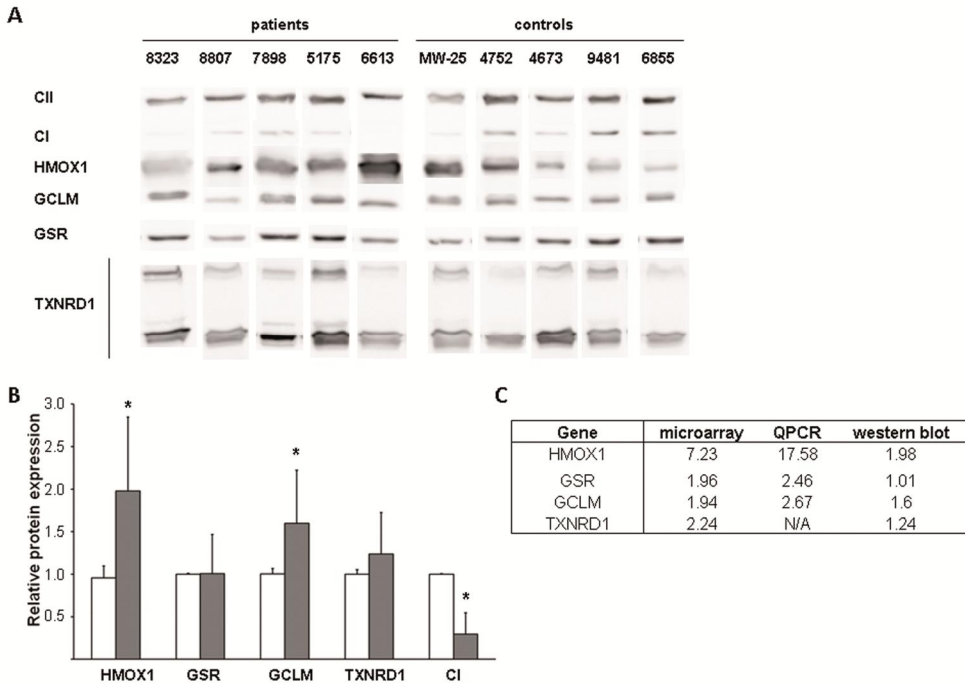 A
patients controls
8323 8807 7898 5175 6613 MW-25 4752 4673 9481 6855
CII
CI
HMOX1
GCLM
GSR
TXNRD1
B
Relative protein expression
3.0
2.5
2.0
1.5
1.0
0.5
* * *
HMOX1 GSR GCLM TXNRD1 CI
C
Gene microarray QPCR western blot
HMOX1 7.23 17.58 1.98
GSR 1.96 2.46 1.01
GCLM 1.94 2.67 1.6
TXNRD1 2.24 N/A 1.24